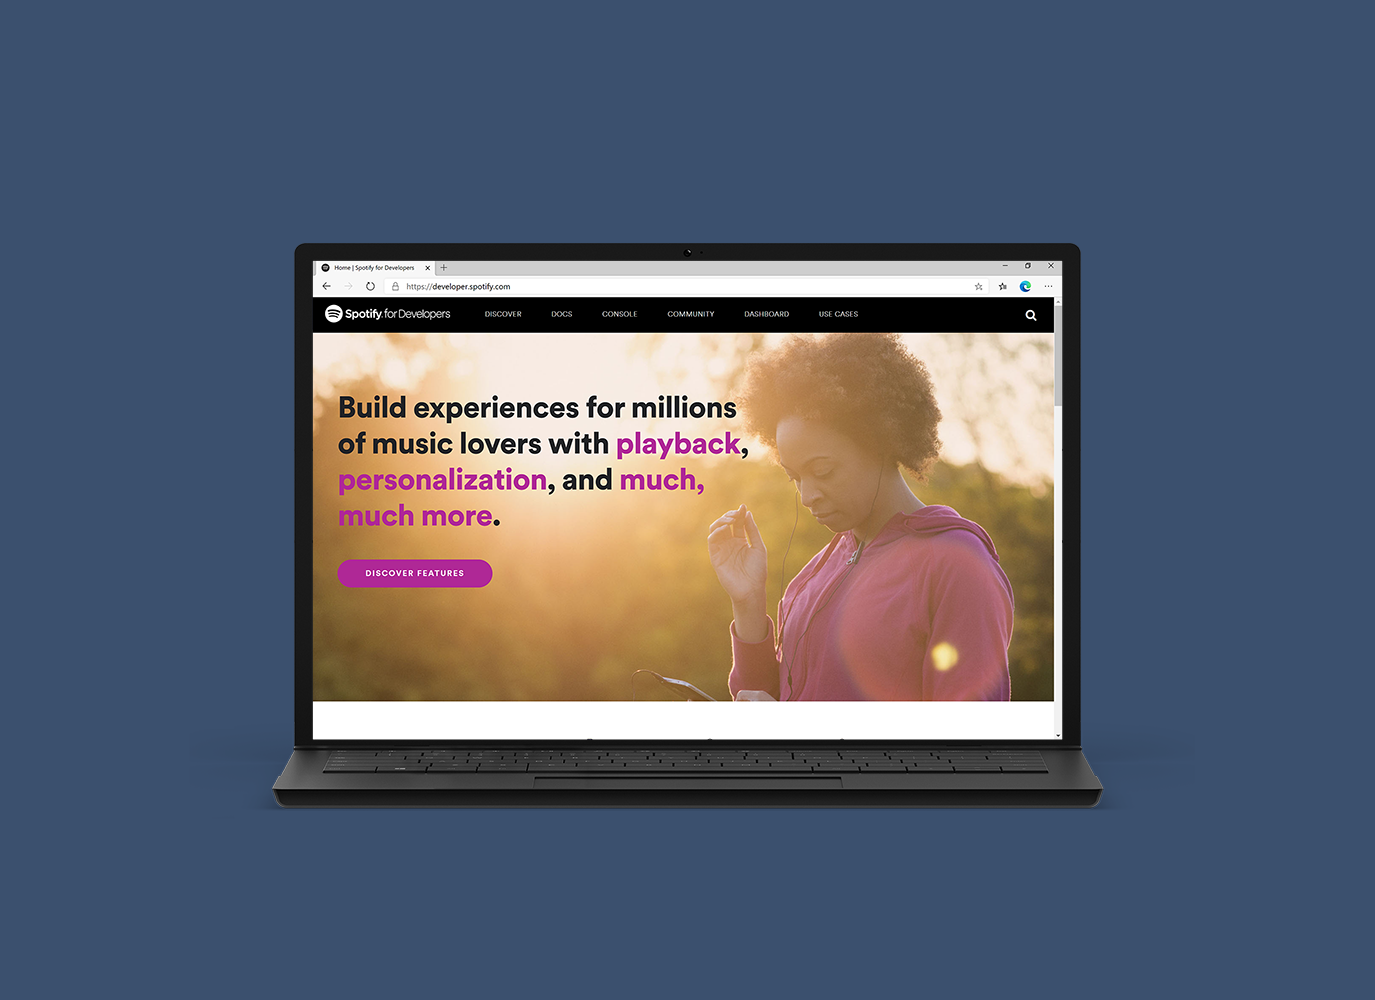 Home | Spotify for Developers
https://developer.spotify.com
Spotify for Developers DISCOVER DOCS CONSOLE COMMUNITY DASHBOARD USE CASES
Build experiences for millions
of music lovers with playback,
personalization, and much,
much more.
DISCOVER FEATURES